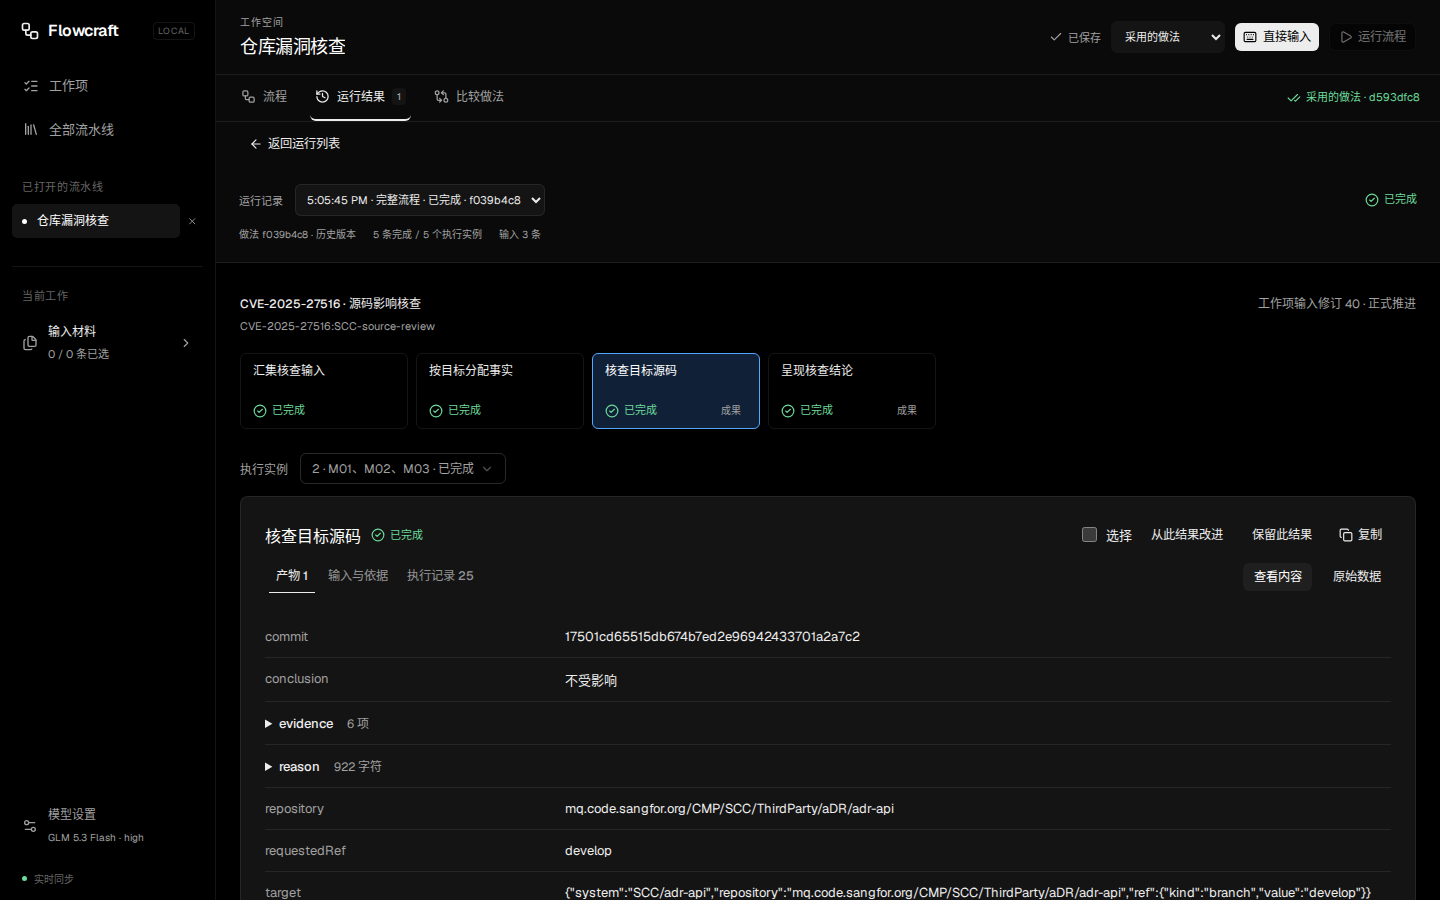 Flowcraft
LOCAL
工作项
全部流水线
已打开的流水线
仓库漏洞核查
当前工作
输入材料
0 / 0 条已选
模型设置
GLM 5.3 Flash · high
实时同步
工作空间
仓库漏洞核查
已保存
采用的做法
直接输入
运行流程
流程
运行结果 1
比较做法
采用的做法 · d593dfc8
返回运行列表
运行记录
5:05:45 PM · 完整流程 · 已完成 · f039b4c8
已完成
做法 f039b4c8 · 历史版本 5 条完成 / 5 个执行实例 输入 3 条
CVE-2025-27516 · 源码影响核查
工作项输入修订 40 · 正式推进
CVE-2025-27516:SCC-source-review
汇集核查输入
已完成
按目标分配事实
已完成
核查目标源码
已完成 成果
呈现核查结论
已完成 成果
执行实例
2 · M01、M02、M03 · 已完成
核查目标源码
已完成
选择
从此结果改进
保留此结果
复制
产物 1
输入与依据
执行记录 25
查看内容
原始数据
commit 17501cd65515db674b7ed2e96942433701a2a7c2
conclusion 不受影响
evidence 6 项
reason 922 字符
repository mq.code.sangfor.org/CMP/SCC/ThirdParty/aDR/adr-api
requestedRef develop
target {"system":"SCC/adr-api","repository":"mq.code.sangfor.org/CMP/SCC/ThirdParty/aDR/adr-api","ref":{"kind":"branch","value":"develop"}}